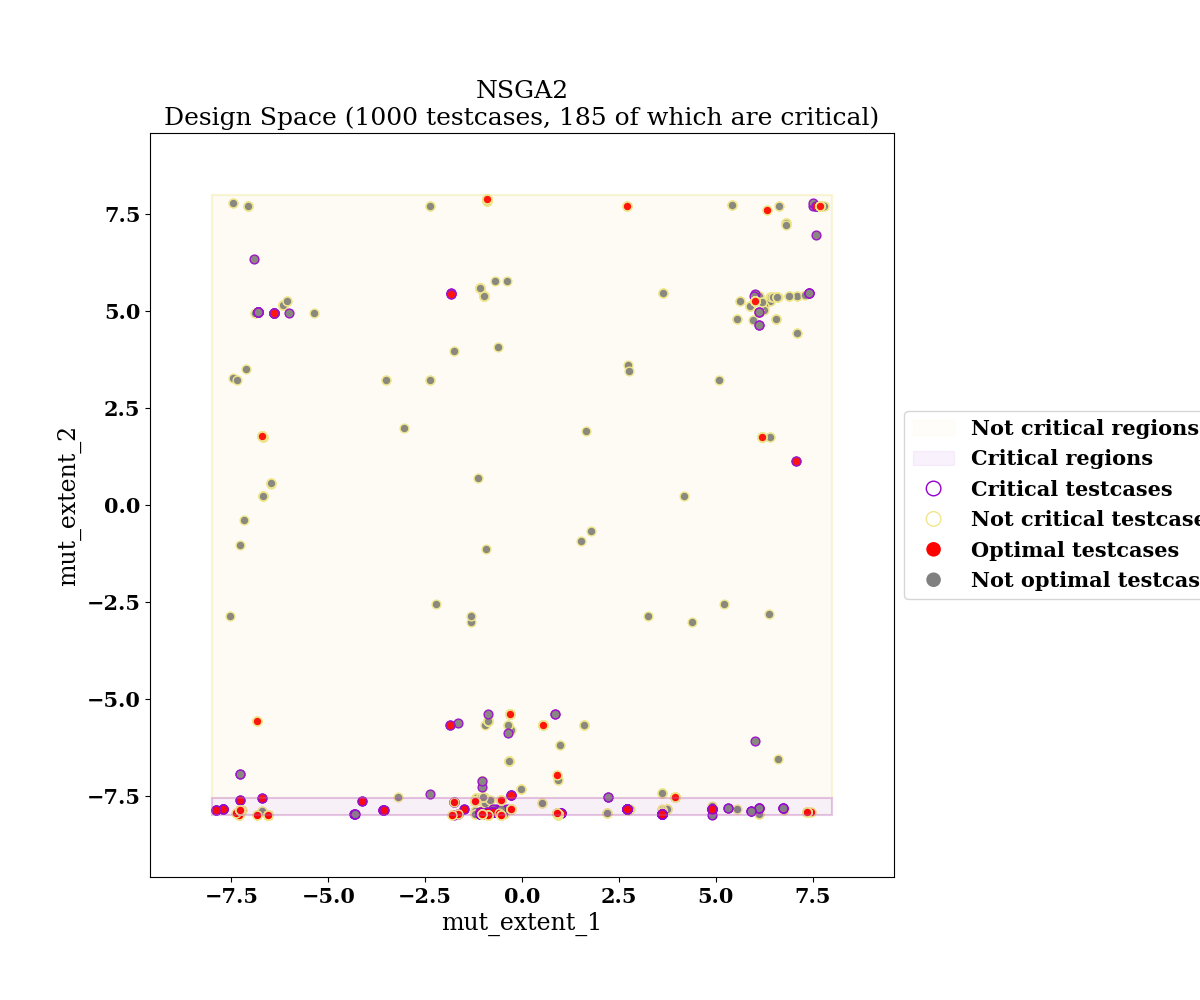 NSGA2
Design Space (1000 testcases, 185 of which are critical)
mut_extent_2
7.5
5.0
2.5
0.0
−2.5
−5.0
−7.5
−7.5 −5.0 −2.5 0.0 2.5 5.0 7.5
mut_extent_1
Not critical regions
Critical regions
Critical testcases
Not critical testcase
Optimal testcases
Not optimal testcas